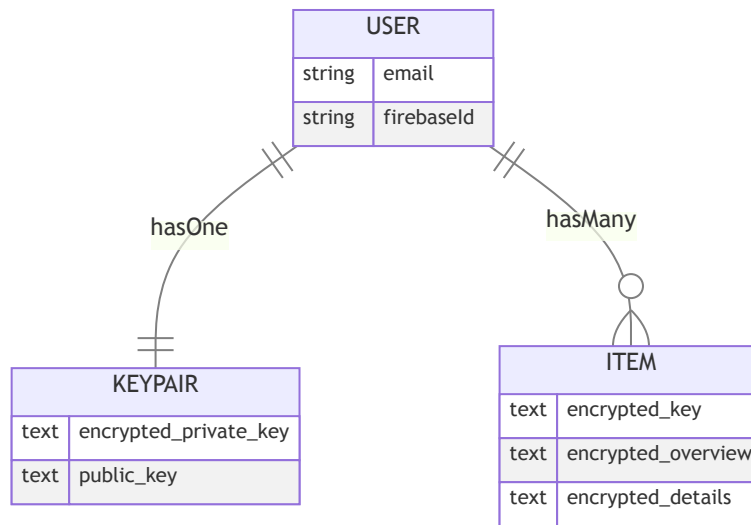 USER
string email
string firebaseId
hasOne
hasMany
KEYPAIR
text encrypted_private_key
text public_key
ITEM
text encrypted_key
text encrypted_overview
text encrypted_details